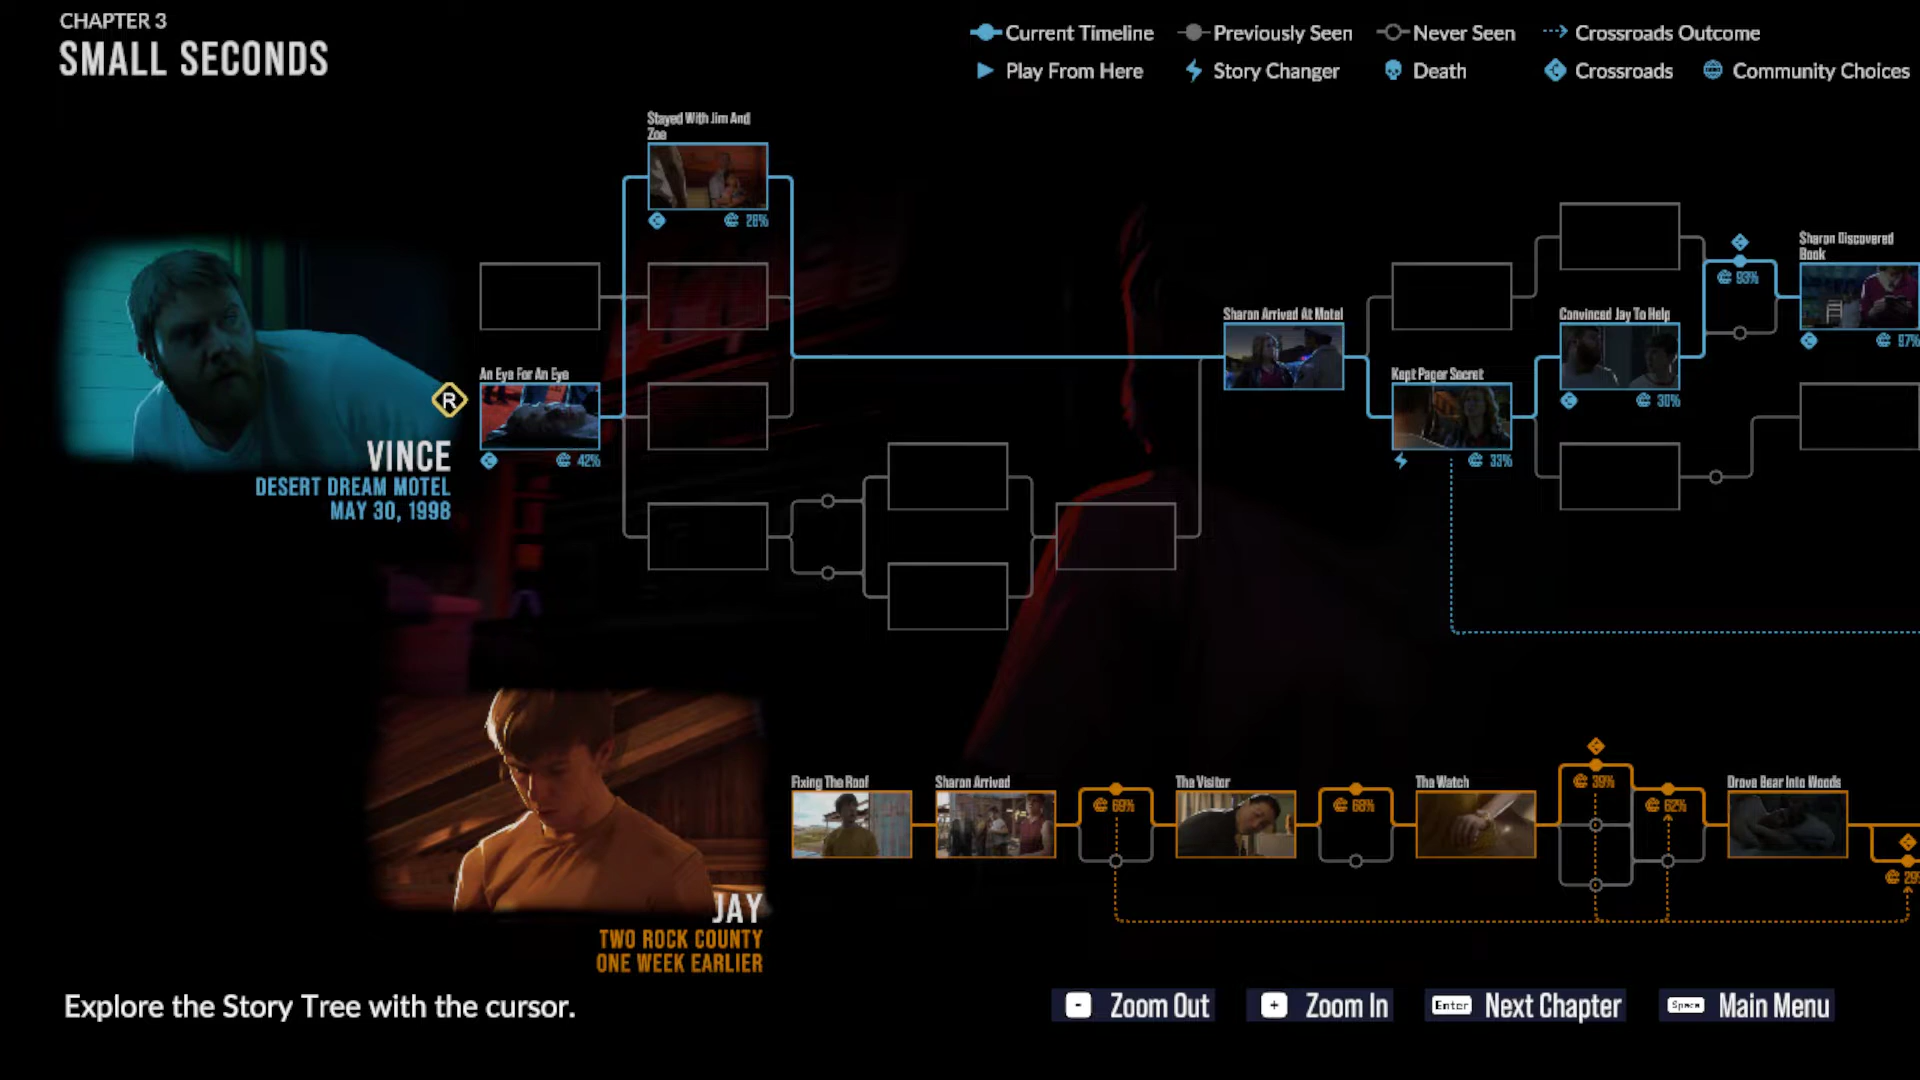 CHAPTER 3
SMALL SECONDS
Current Timeline
Previously Seen
Never Seen
Crossroads Outcome
Play From Here
Story Changer
Death
Crossroads
Community Choices
Stayed With Jim And
Zoe
28%
An Eye For An Eye
42%
R
VINCE
DESERT DREAM MOTEL
MAY 30, 1998
Sharon Arrived At Motel
Kept Pager Secret
33%
Convinced Jay To Help
30%
93%
Sharon Discovered
Book
97%
JAY
TWO ROCK COUNTY
ONE WEEK EARLIER
Fixing The Roof
Sharon Arrived
69%
The Visitor
68%
The Watch
39%
62%
Drove Bear Into Woods
Explore the Story Tree with the cursor.
- Zoom Out
+ Zoom In
Enter Next Chapter
Space Main Menu